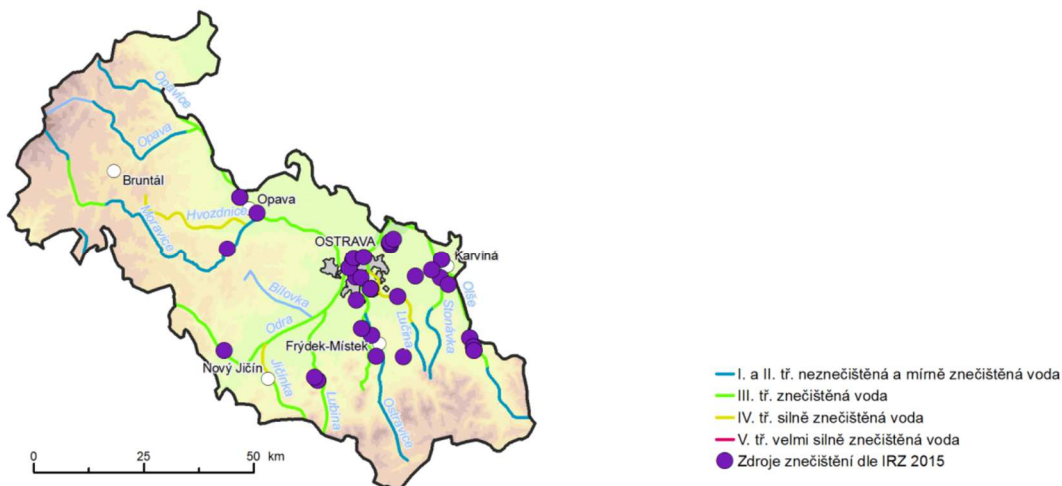 Opavice
Opava
Bruntál
Hvozdnice
Opava
Moravice
OSTRAVA
Karviná
Bílovka
Olše
Odra
Lučina
Stonávka
Frýdek-Místek
Nový Jičín
Jičínka
Lubina
Ostravice
0 25 50 km
I. a II. tř. neznečištěná a mírně znečištěná voda
III. tř. znečištěná voda
IV. tř. silně znečištěná voda
V. tř. velmi silně znečištěná voda
Zdroje znečištění dle IRZ 2015